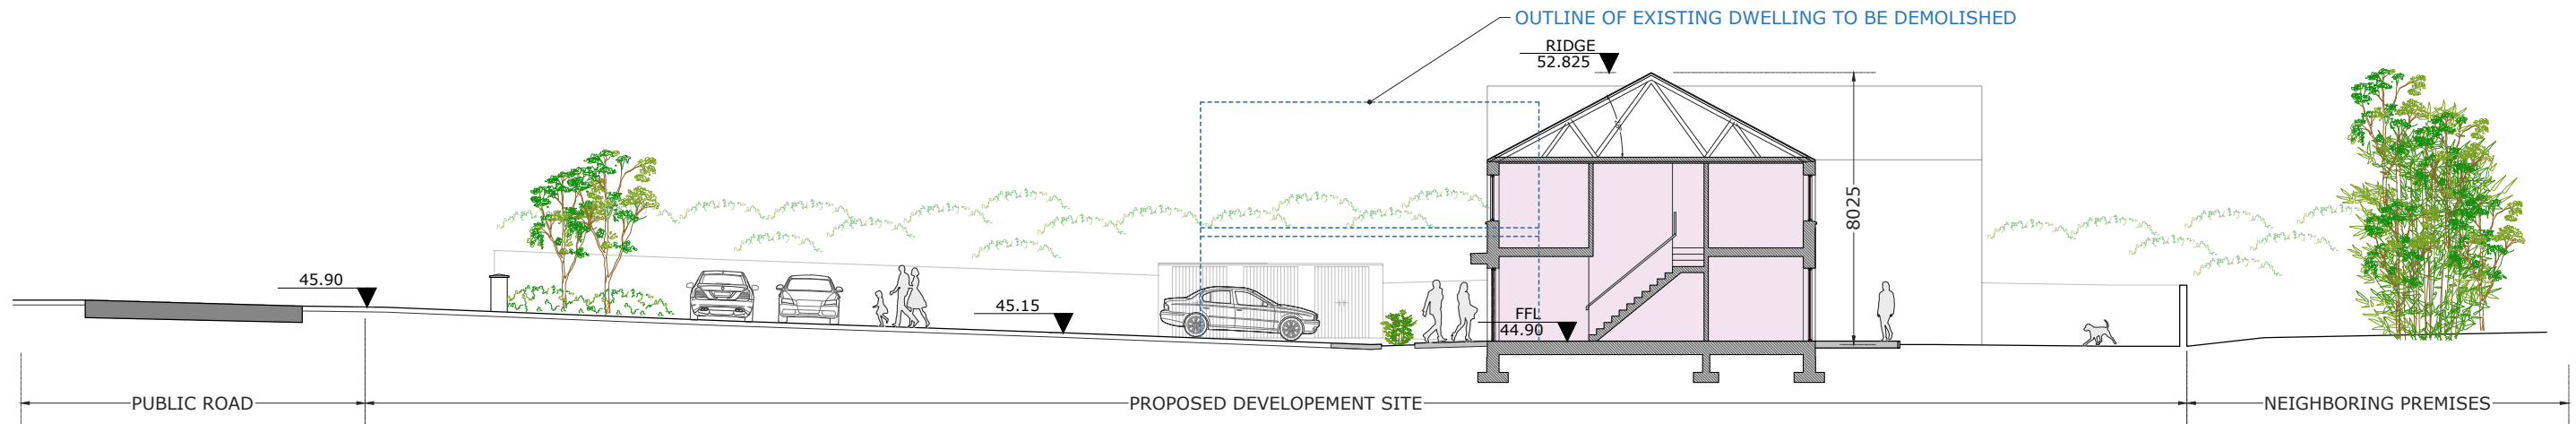 OUTLINE OF EXISTING DWELLING TO BE DEMOLISHED
RIDGE
52.825
8025
45.90
45.15
FFL
44.90
PUBLIC ROAD
PROPOSED DEVELOPEMENT SITE
NEIGHBORING PREMISES